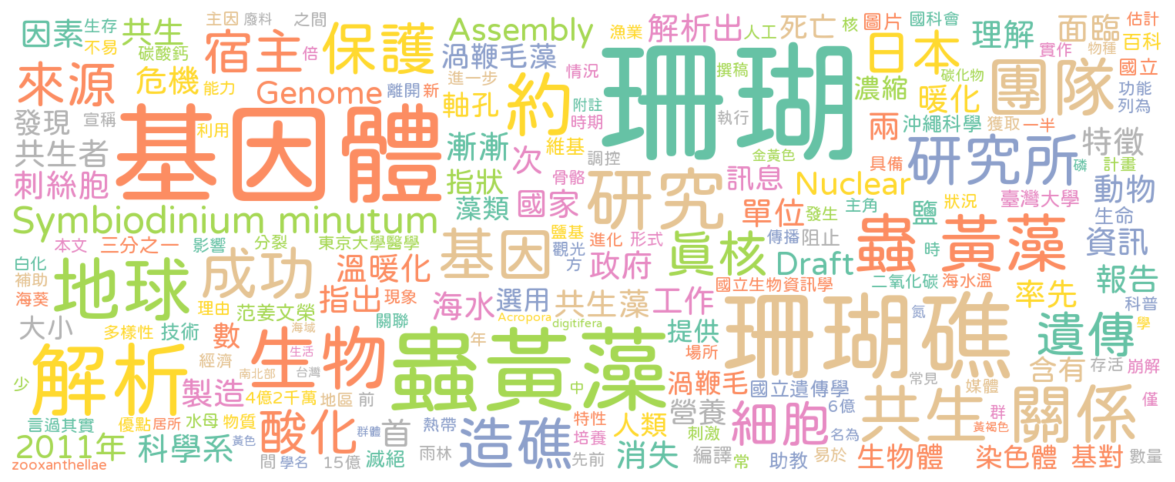 因素 生存 共生 主因 廢料 之間 保護 Assembly 漁業 解析出 人工 死亡 核 圖片 國科會 理解 面臨 估計
碳酸鈣 不易 宿主 倍 渦鞭毛藻 珊瑚 日本 實作 物種 百科
來源 危機 能力 Genome 進一步 離開 新 情況 約 附註 撰稿 濃縮 碳化物 團隊 國立 功能
發現 宣稱 利用 基因體 軸孔 時期 執行 暖化 沖繩科學 獲取 一半 列為
共生者 漸漸 次 維基 調控 金黃色 兩 研究所 特徵
刺絲胞 指狀 骨骼 研究 訊息 Nuclear 具備 磷 計畫 動物
Symbiodinium minutum 藻類 國家 單位 發生 主角 鹽 狀況 臺灣大學 生命
本文 三分之一 影響 分裂 東京大學醫學 基因 鹽基 進化 形式 真核 傳播 阻止 蟲黃藻 時 資訊
白化 地球 成功 溫暖化 觀光 方 政府 Draft 二氧化碳 海水溫 報告
補助 海葵 理由 范姜文榮 指出 現象 海水 選用 共生藻 工作 國立生物資訊學 氮 率先 科普
大小 多樣性 技術 數 關聯 年 Acropora digitifera 提供 珊瑚礁 遺傳 學
解析 經濟 生物 海域 生活 蟲黃藻 場所 含有 存活 崩解
少 南北部 台灣 中 渦鞭毛 國立遺傳學 常見 媒體 僅
言過其實 優點 居所 水母 物質 製造 4億2千萬 地區 前 特性 人類 營養 6億 共生 群 關係
2011年 黃色 科學系 酸化 群體 首 熱帶 造礁 培養 刺激 細胞 名為 黃褐色
zooxanthellae 間 學名 15億 滅絕 雨林 先前 消失 編譯 常 助教 易於 生物體 染色體 基對 數量